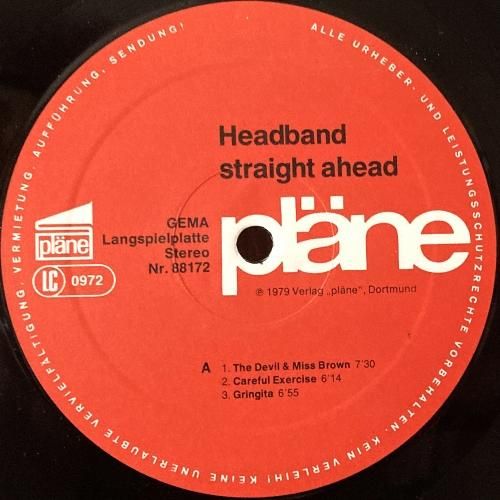 ALLE URHEBER- UND LEISTUNGSSCHUTZRECHTE VORBEHALTEN. KEIN VERLEIH! KEINE UNERLAUBTE VERVIELFÄLTIGUNG, VERMIETUNG, AUFFÜHRUNG, SENDUNG!
Headband
straight ahead
GEMA
Langspielplatte
Stereo
Nr. 88172
pläne
pläne
LC 0972
℗ 1979 Verlag „pläne", Dortmund
A 1. The Devil & Miss Brown 7'30
2. Careful Exercise 6'14
3. Gringita 6'55